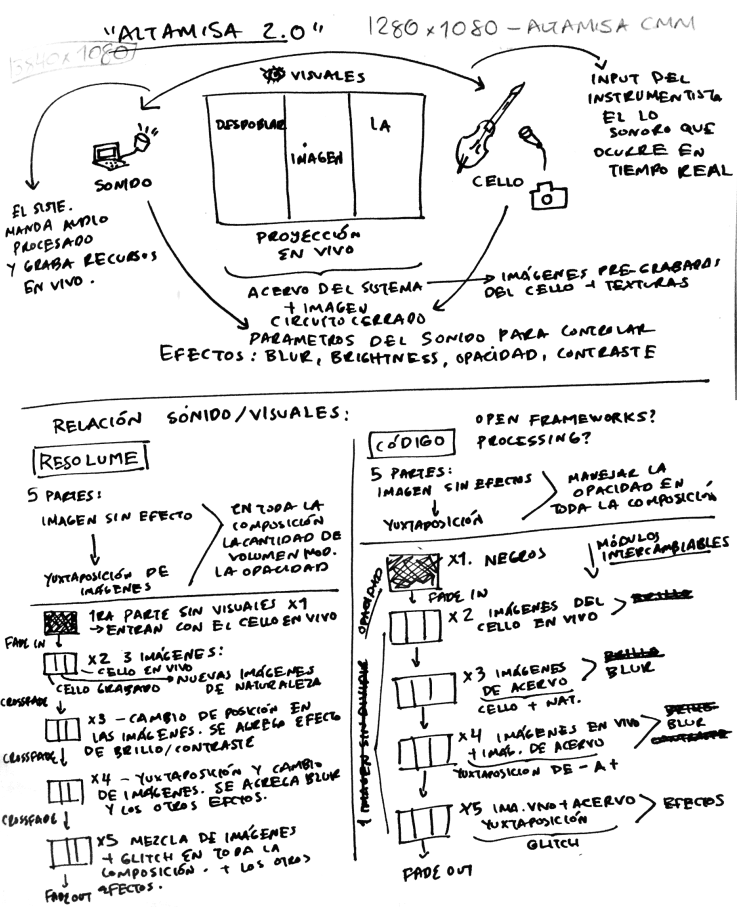 "ALTAMISA 2.0"
1280 x 1080 - ALTAMISA CMM
3840 x 1080
VISUALES
DESPOBLAR
LA
IMAGEN
SONIDO
CELLO
INPUT DEL
INSTRUMENTISTA
EL LO
SONORO QUE
OCURRE EN
TIEMPO REAL
EL SISTE.
MANDA AUDIO
PROCESADO
Y GRABA RECURSOS
EN VIVO.
PROYECCIÓN
EN VIVO
ACERVO DEL SISTEMA
+ IMAGEN
CIRCUITO CERRADO
IMÁGENES PRE-GRABADAS
DEL CELLO + TEXTURAS
PARAMETROS DEL SONIDO PARA CONTROLAR
EFECTOS: BLUR, BRIGHTNESS, OPACIDAD, CONTRASTE
RELACIÓN SONIDO/VISUALES:
RESOLUME
5 PARTES:
IMAGEN SIN EFECTO
YUXTAPOSICIÓN DE
IMÁGENES
EN TODA LA
COMPOSICIÓN
LA CANTIDAD DE
VOLUMEN MOD.
LA OPACIDAD
1RA PARTE SIN VISUALES X1
→ENTRAN CON EL CELLO EN VIVO
FADE IN
X2 3 IMÁGENES:
- CELLO EN VIVO
CELLO GRABADO
NUEVAS IMÁGENES
DE NATURALEZA
CROSSFADE
X3 - CAMBIO DE POSICIÓN EN
LAS IMÁGENES. SE AGREGA EFECTO
DE BRILLO/CONTRASTE
CROSSFADE
X4 - YUXTAPOSICIÓN Y CAMBIO
DE IMÁGENES. SE AGREGA BLUR
Y LOS OTROS EFCTOS.
CROSSFADE
X5 MEZCLA DE IMÁGENES
+ GLITCH EN TODA LA
COMPOSICIÓN. + LOS OTROS
EFECTOS.
FADE OUT
CÓDIGO
OPEN FRAMEWORKS?
PROCESSING?
5 PARTES:
IMAGEN SIN EFECTOS
YUXTAPOSICIÓN
MANEJAR LA
OPACIDAD EN
TODA LA COMPOSICIÓN
MÓDULOS
INTERCAMBIABLES
X1. NEGROS
FADE IN
OPACIDAD
1 IMAGEN SIN DIVIDIR
X2 IMÁGENES DEL
CELLO EN VIVO
BRILLO
X3 IMÁGENES
DE ACERVO
CELLO + NAT.
BRILLO
BLUR
X4 IMÁGENES EN VIVO
+ IMAG. DE ACERVO
YUXTAPOSICION DE - A +
BLUR
CONTRASTE
X5 IMA. VIVO + ACERVO
YUXTAPOSICIÓN
GLITCH
EFECTOS
FADE OUT